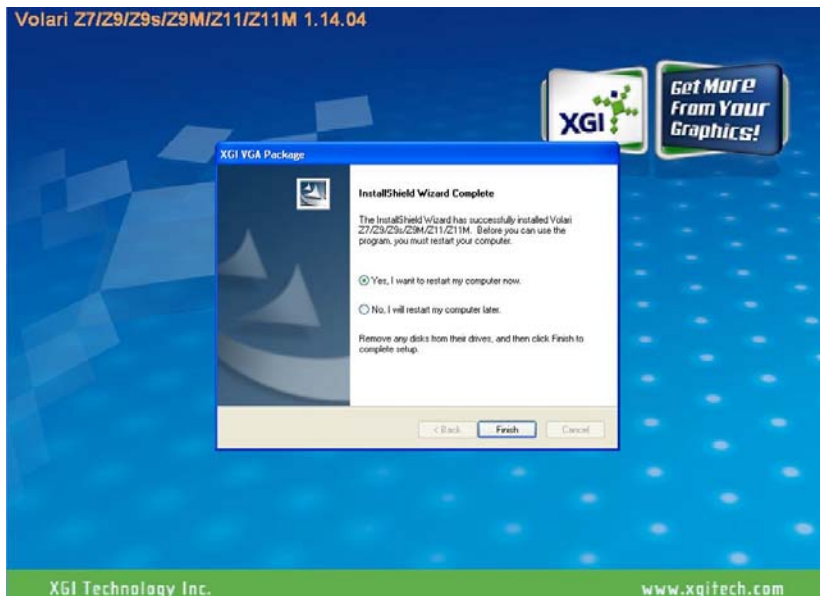 Volari Z7/Z9/Z9s/Z9M/Z11/Z11M 1.14.04
XGI
Get More
From Your
Graphics!
XGI VGA Package
InstallShield Wizard Complete
The InstallShield Wizard has successfully installed Volari
Z7/Z9/Z9s/Z9M/Z11/Z11M. Before you can use the
program, you must restart your computer.
Yes, I want to restart my computer now.
No, I will restart my computer later.
Remove any disks from their drives, and then click Finish to
complete setup.
< Back Finish Cancel
XGI Technology Inc. www.xgitech.com